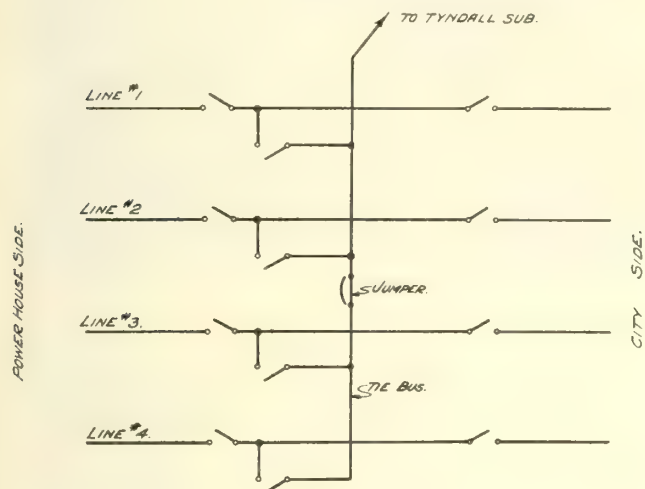 TO TYNDALL SUB.
LINE #1
LINE #2
JUMPER.
LINE #3.
TIE BUS.
LINE #4.
POWER HOUSE SIDE.
CITY SIDE.